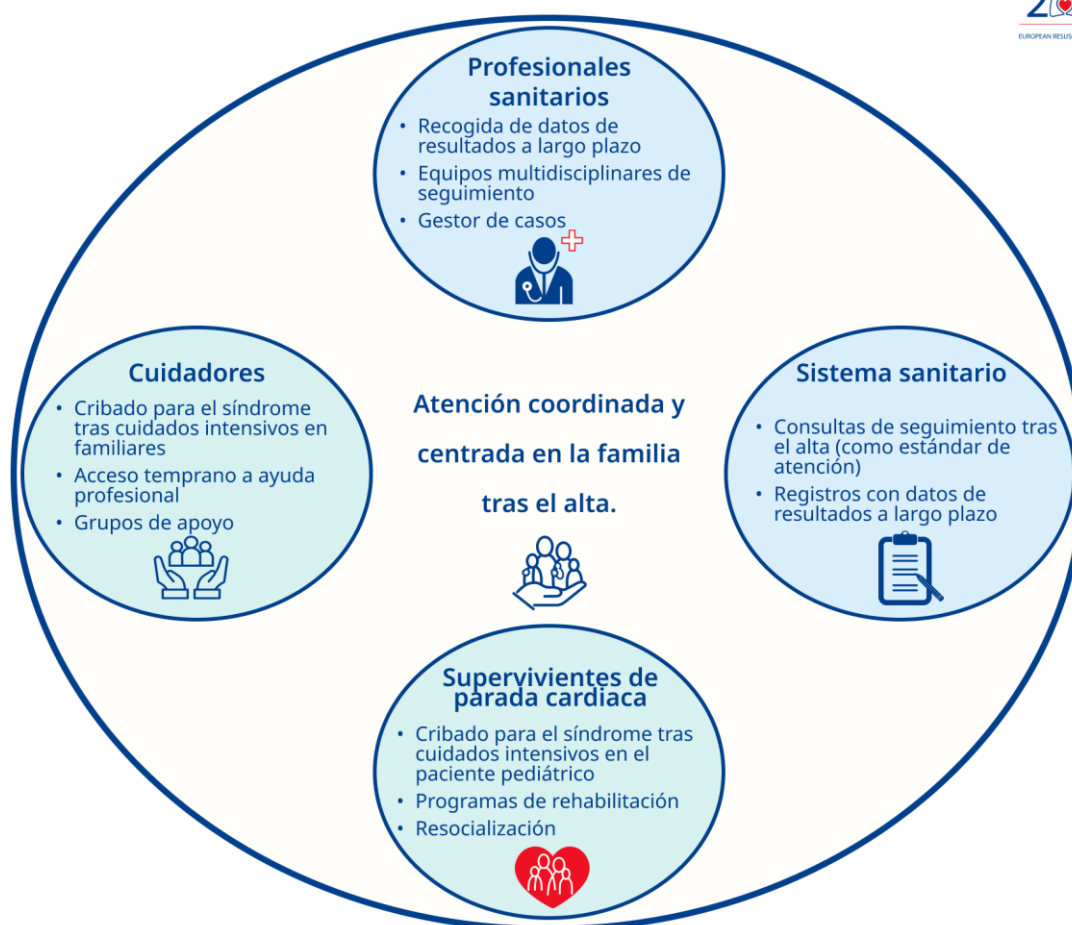 EUROPEAN
Profesionales
sanitarios
• Recogida de datos de
resultados a largo plazo
• Equipos multidisciplinares de
seguimiento
• Gestor de casos
Cuidadores
• Cribado para el síndrome
tras cuidados intensivos en
familiares
• Acceso temprano a ayuda
profesional
• Grupos de apoyo
Atención coordinada y
centrada en la familia
tras el alta.
Sistema sanitario
• Consultas de seguimiento tras
el alta (como estándar de
atención)
• Registros con datos de
resultados a largo plazo
Supervivientes de
parada cardiaca
• Cribado para el síndrome tras
cuidados intensivos en el
paciente pediátrico
• Programas de rehabilitación
• Resocialización